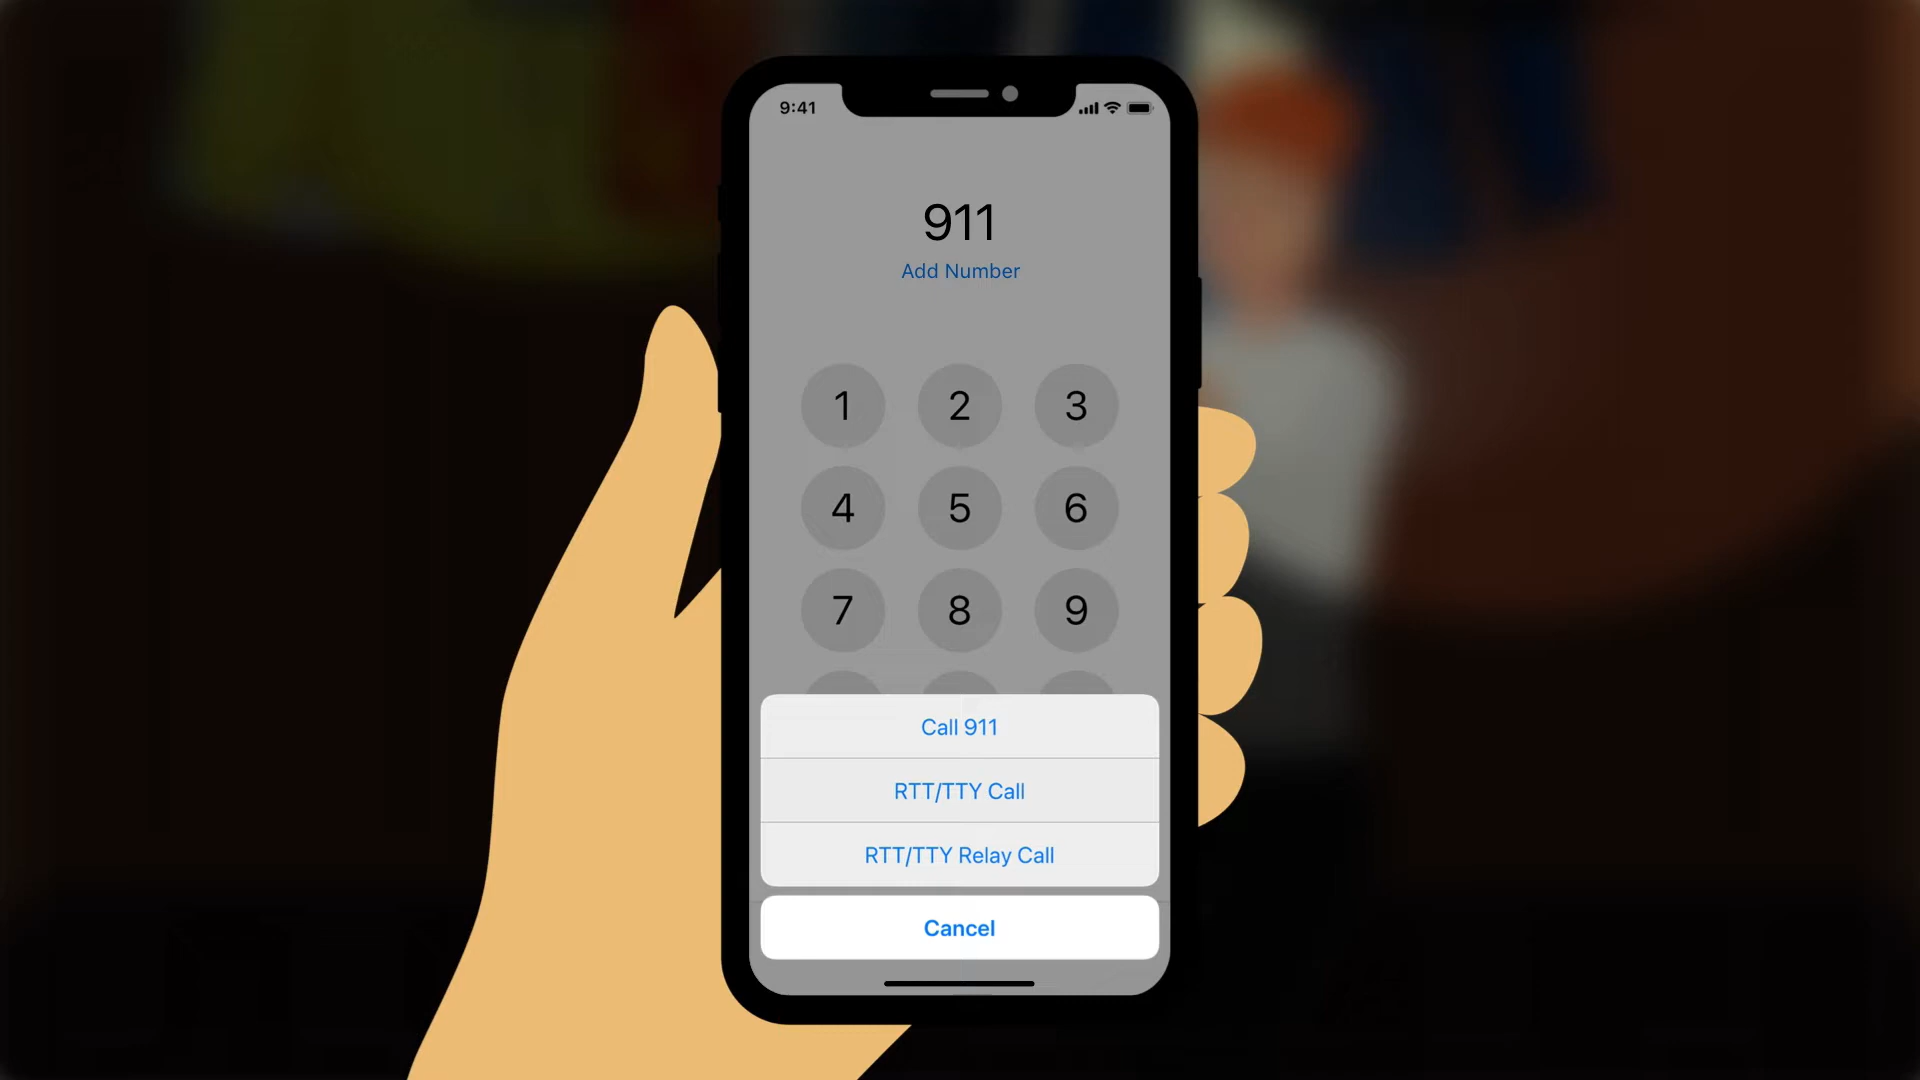 9:41
911
Add Number
1 2 3
4 5 6
7 8 9
Call 911
RTT/TTY Call
RTT/TTY Relay Call
Cancel